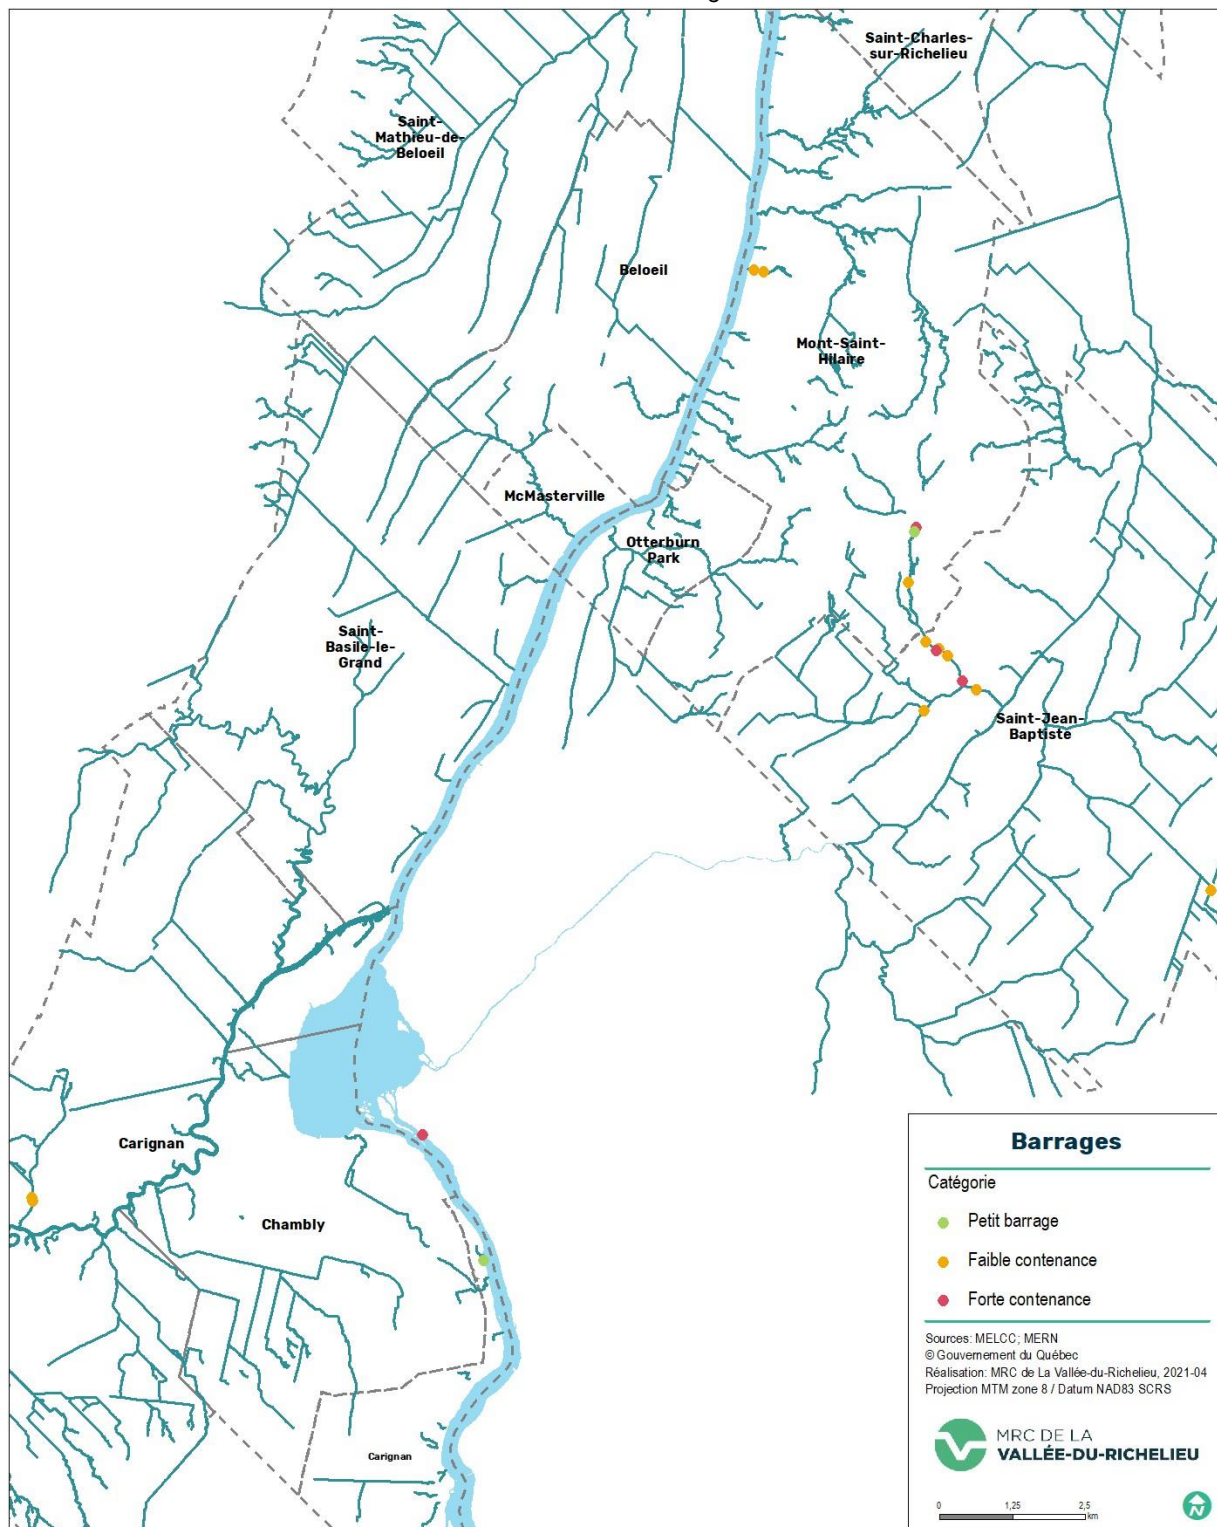 Saint-Charles-
sur-Richelieu
Saint-
Mathieu-de-
Beloeil
Beloeil
Mont-Saint-
Hilaire
McMasterville
Otterburn
Park
Saint-
Basile-le-
Grand
Saint-Jean-
Baptiste
Carignan
Chambly
Carignan
Barrages
Catégorie
Petit barrage
Faible contenance
Forte contenance
Sources: MELCC; MERN
© Gouvernement du Québec
Réalisation: MRC de La Vallée-du-Richelieu, 2021-04
Projection MTM zone 8 / Datum NAD83 SCRS
MRC DE LA
VALLÉE-DU-RICHELIEU
0 1,25 2,5
km
N